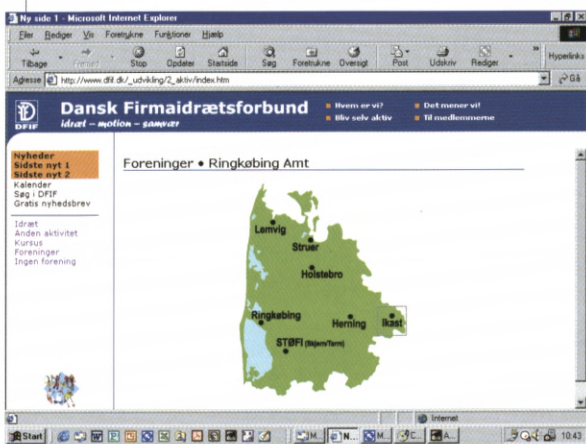 Ny side 1 - Microsoft Internet Explorer
Filer Rediger Vis Foretrukne Funktioner Hjælp
Tilbage Fremad Stop Opdater Startside Søg Foretrukne Oversigt Post Udskriv Rediger Hyperlinks
Adresse http://www.dfif.dk/_udvikling/2_aktiv/index.htm Gå
DFIF
Dansk Firmaidrætsforbund
idræt – motion – samvær
Hvem er vi? Det mener vi!
Bliv selv aktiv Til medlemmerne
Nyheder
Sidste nyt 1
Sidste nyt 2
Kalender
Søg i DFIF
Gratis nyhedsbrev
Idræt
Anden aktivitet
Kursus
Foreninger
Ingen forening
Foreninger • Ringkøbing Amt
Lemvig
Struer
Holstebro
Ringkøbing
Herning
Ikast
STØFI (Skjern/Tarm)
Internet
Start M... N... M... C... A... 10:43